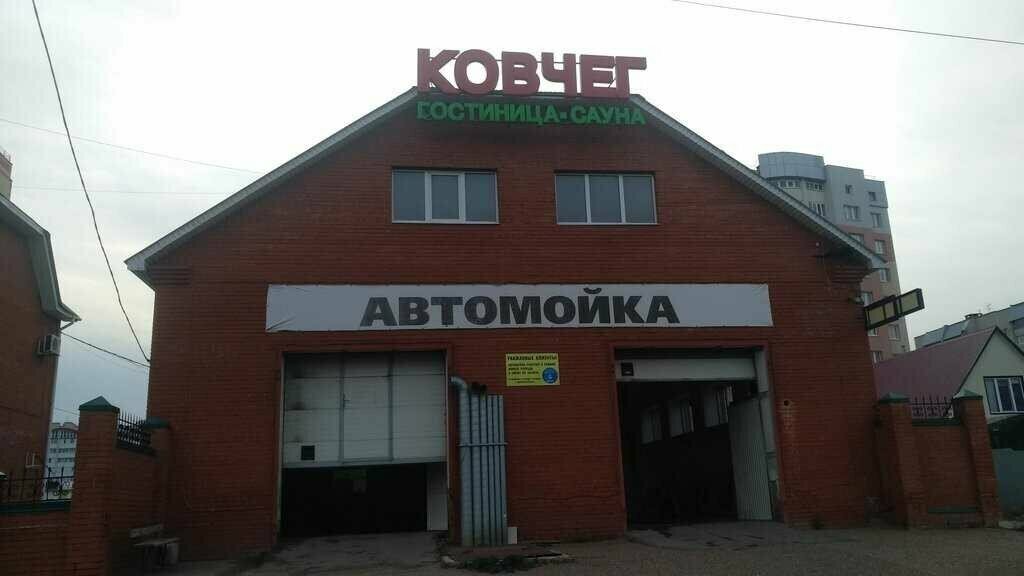 КОВЧЕГ
ГОСТИНИЦА-САУНА
АВТОМОЙКА
УВАЖАЕМЫЕ КЛИЕНТЫ!